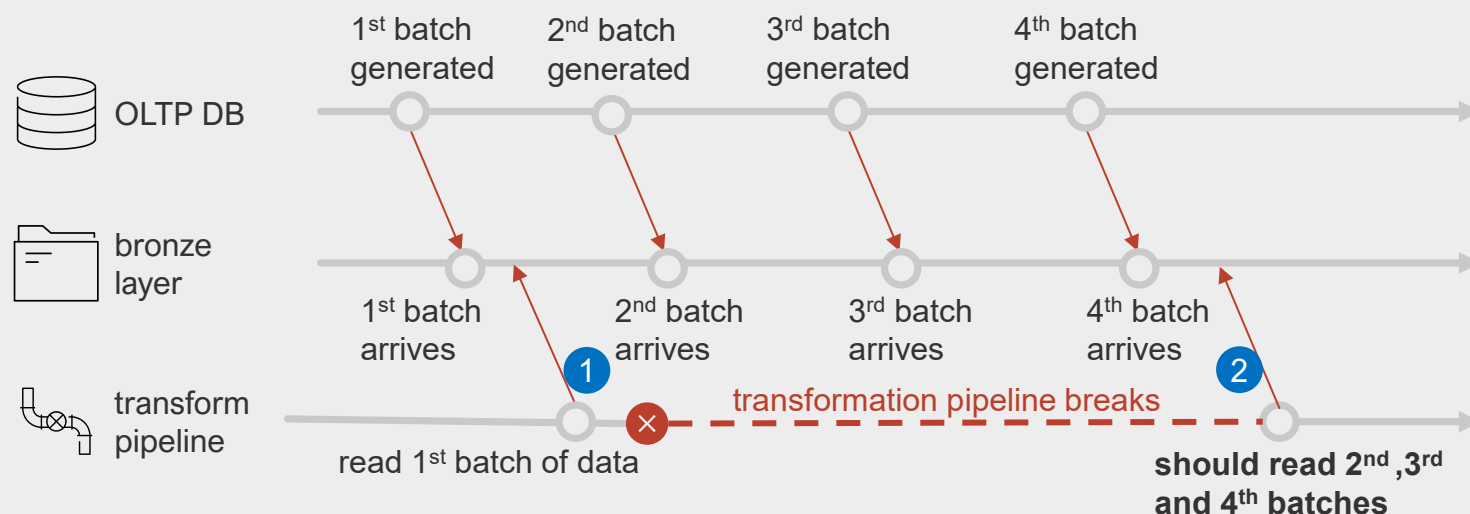 1st batch
generated
2nd batch
generated
3rd batch
generated
4th batch
generated
OLTP DB
bronze
layer
1st batch
arrives
2nd batch
arrives
3rd batch
arrives
4th batch
arrives
1
2
transform
pipeline
transformation pipeline breaks
read 1st batch of data
should read 2nd ,3rd
and 4th batches